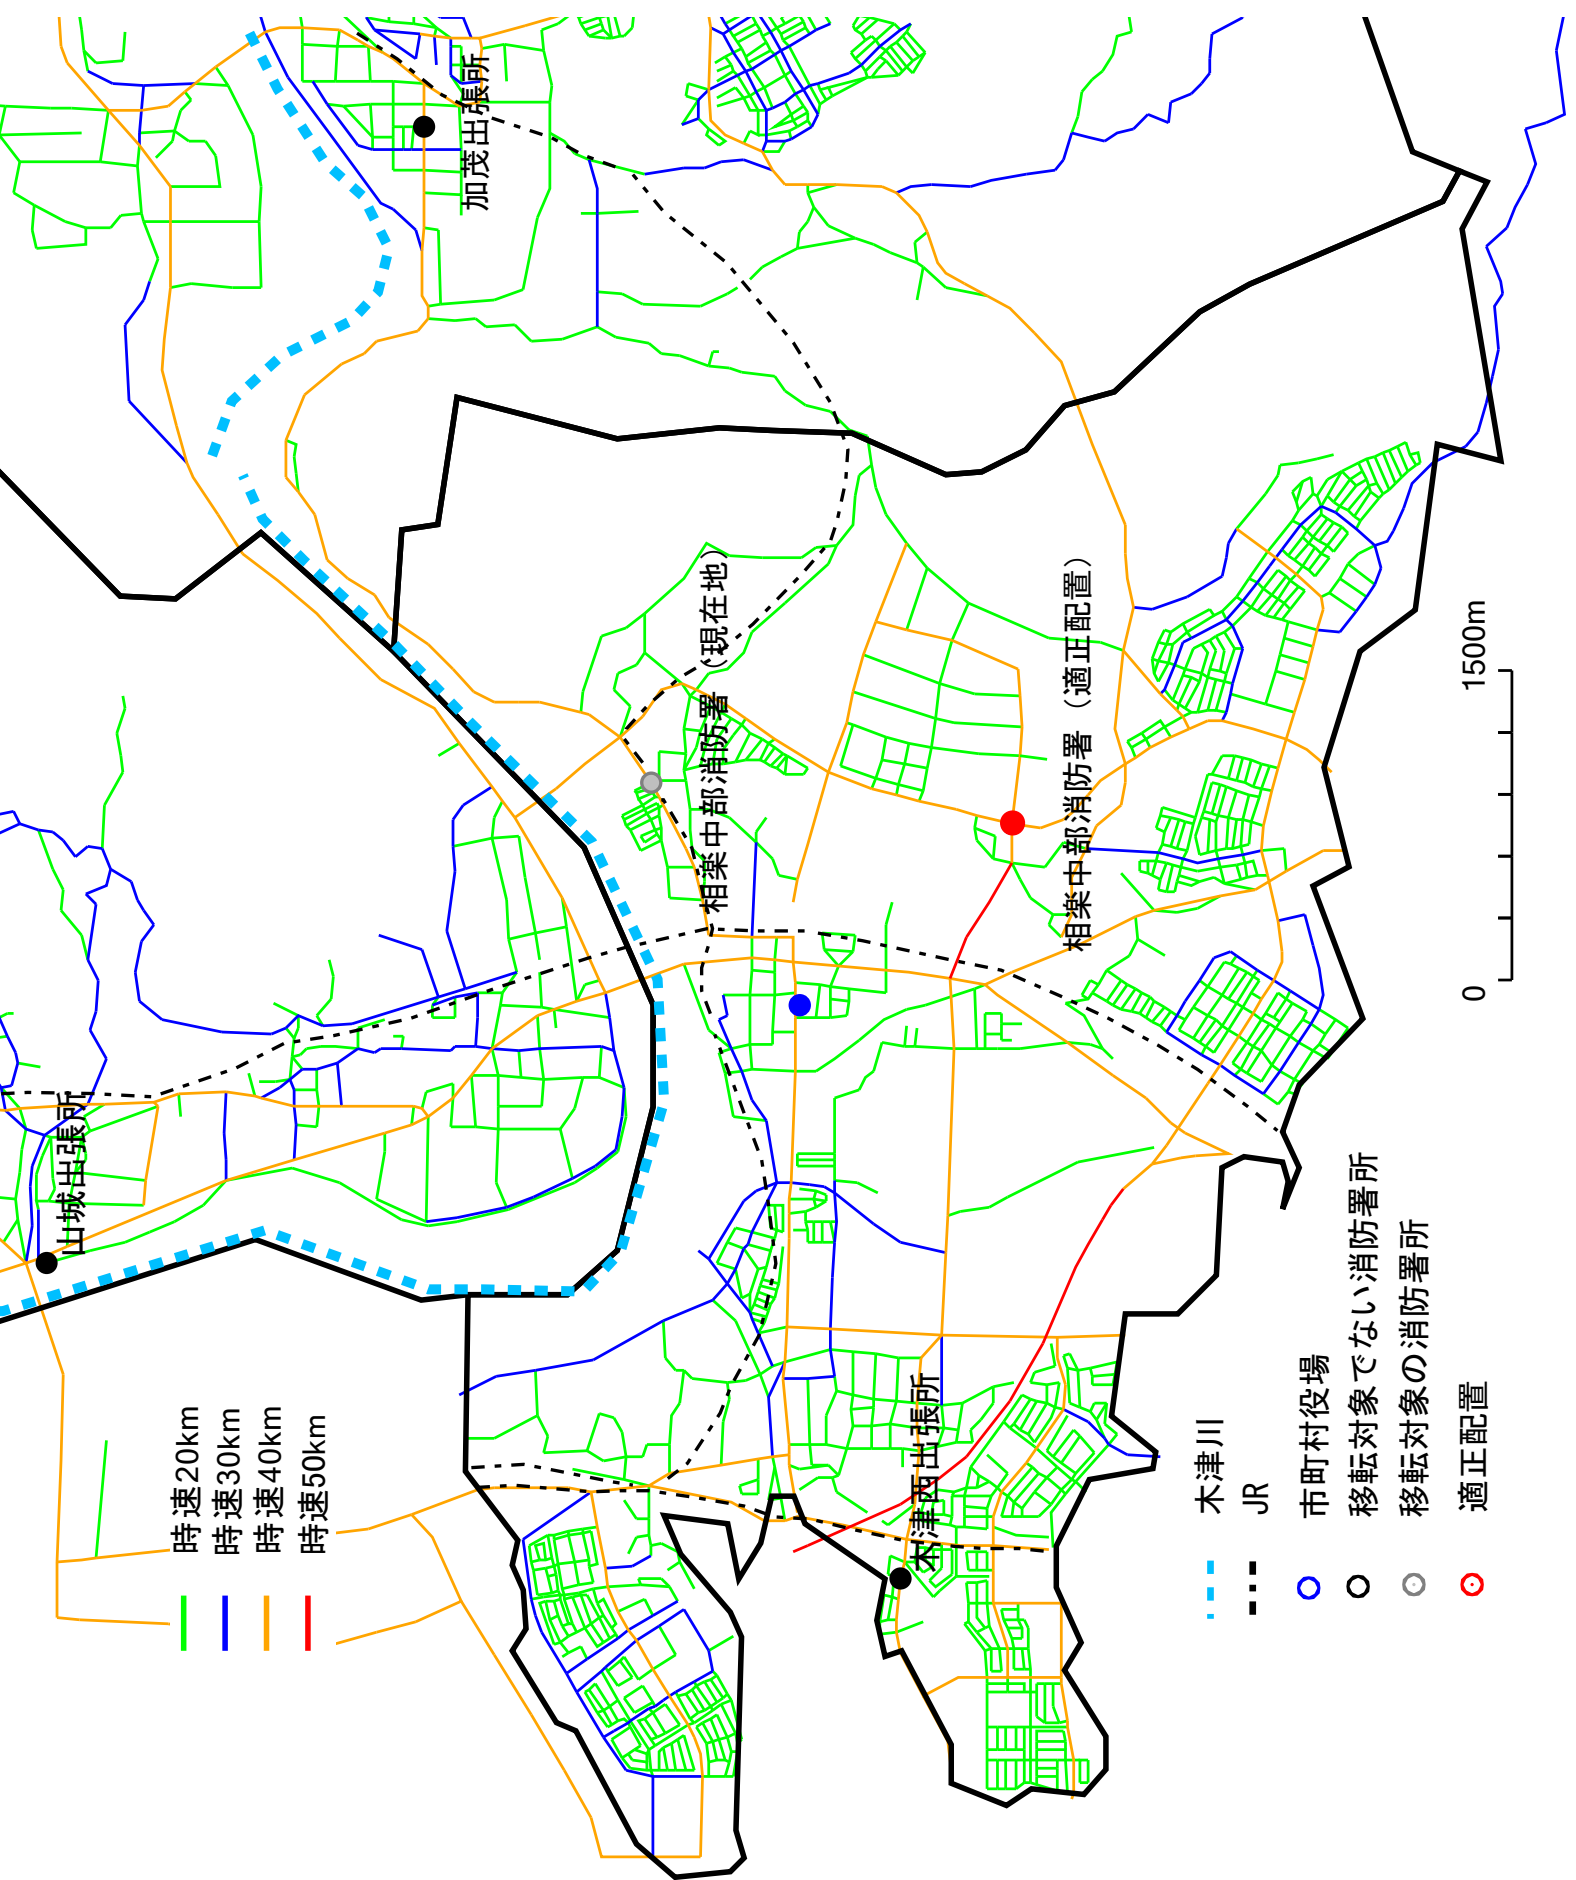 加茂出張所
山城出張所
相楽中部消防署（現在地）
相楽中部消防署（適正配置）
木津西出張所
時速20km
時速30km
時速40km
時速50km
木津川
JR
市町村役場
移転対象でない消防署所
移転対象の消防署所
適正配置
0
1500m